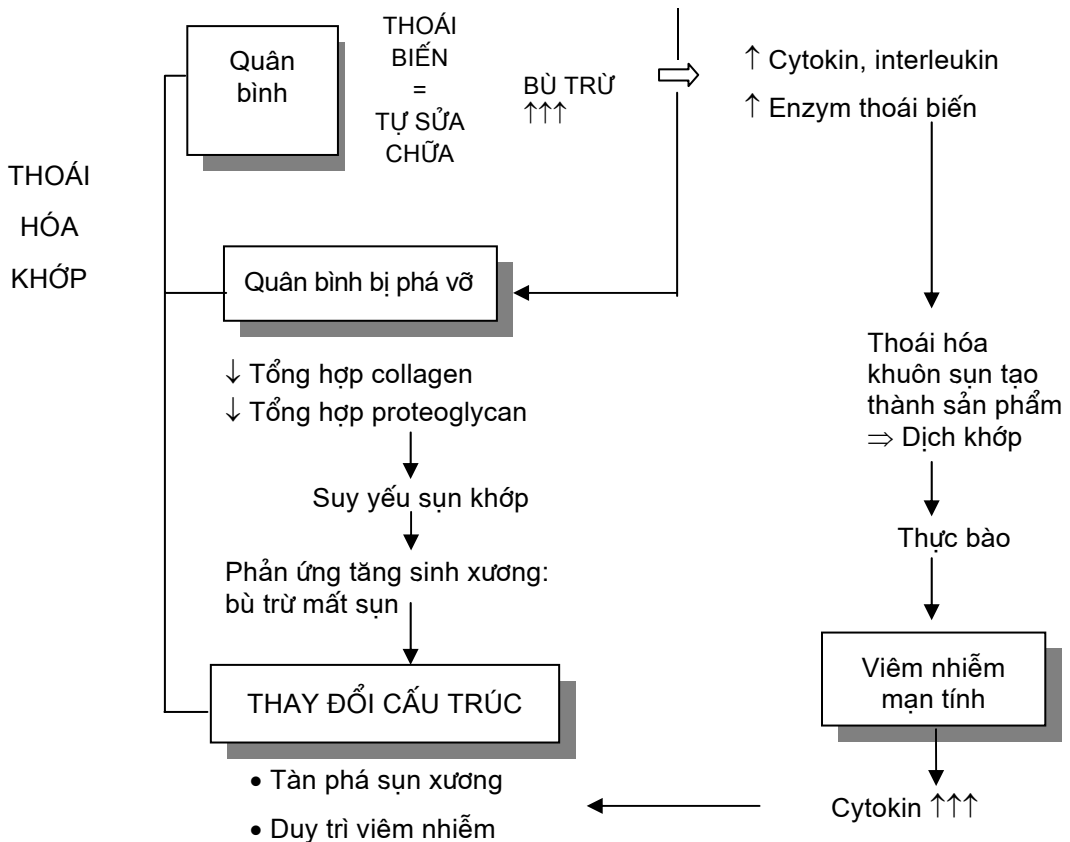 THOÁI
HÓA
KHỚP
Quân
bình
THOÁI
BIẾN
=
TỰ SỬA
CHỮA
BÙ TRỪ
↑↑↑
↑ Cytokin, interleukin
↑ Enzym thoái biến
Quân bình bị phá vỡ
↓ Tổng hợp collagen
↓ Tổng hợp proteoglycan
Suy yếu sụn khớp
Phản ứng tăng sinh xương:
bù trừ mất sụn
THAY ĐỔI CẤU TRÚC
• Tàn phá sụn xương
• Duy trì viêm nhiễm
Thoái hóa
khuôn sụn tạo
thành sản phẩm
⇒ Dịch khớp
Thực bào
Viêm nhiễm
mạn tính
Cytokin ↑↑↑